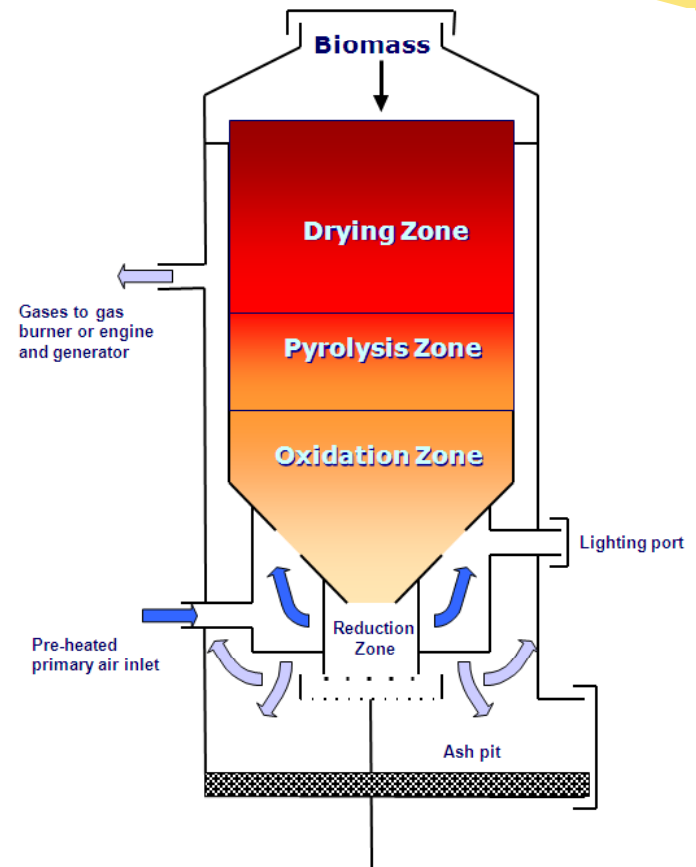 Biomass
Drying Zone
Gases to gas
burner or engine
and generator
Pyrolysis Zone
Oxidation Zone
Lighting port
Pre-heated
primary air inlet
Reduction
Zone
Ash pit